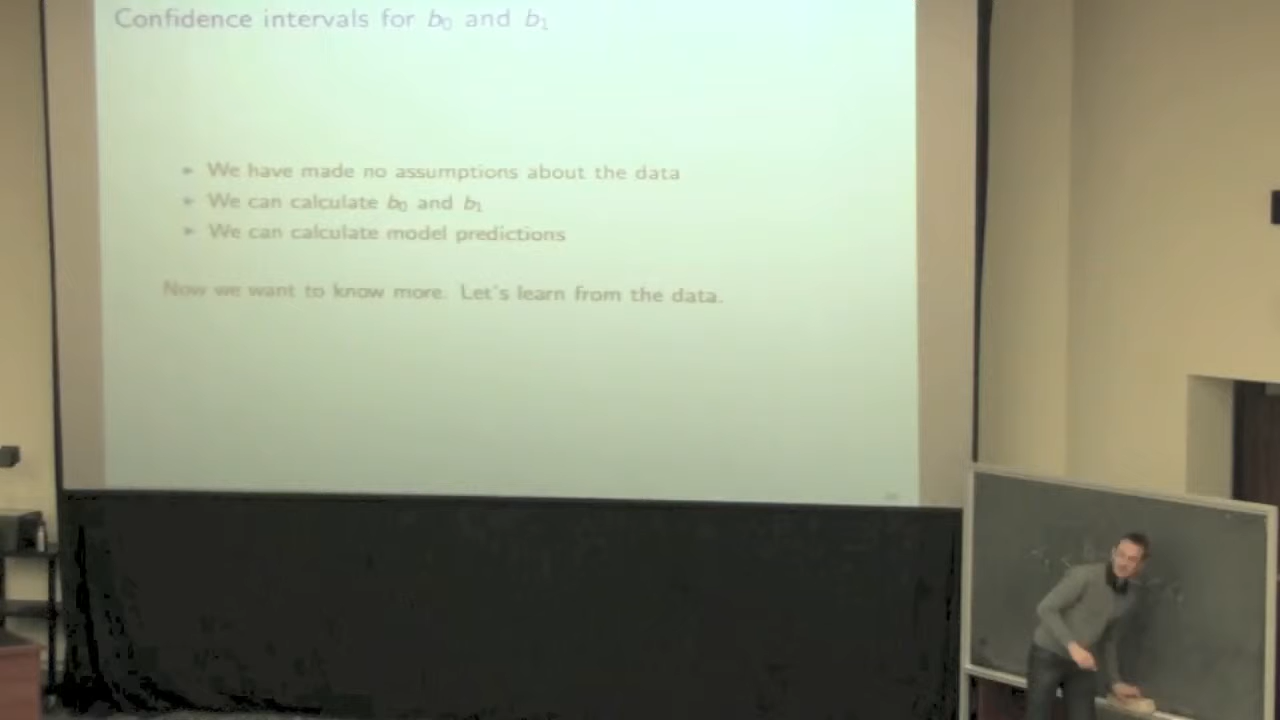 Confidence intervals for b₀ and b₁
We have made no assumptions about the data
We can calculate b₀ and b₁
We can calculate model predictions
Now we want to know more. Let's learn from the data.